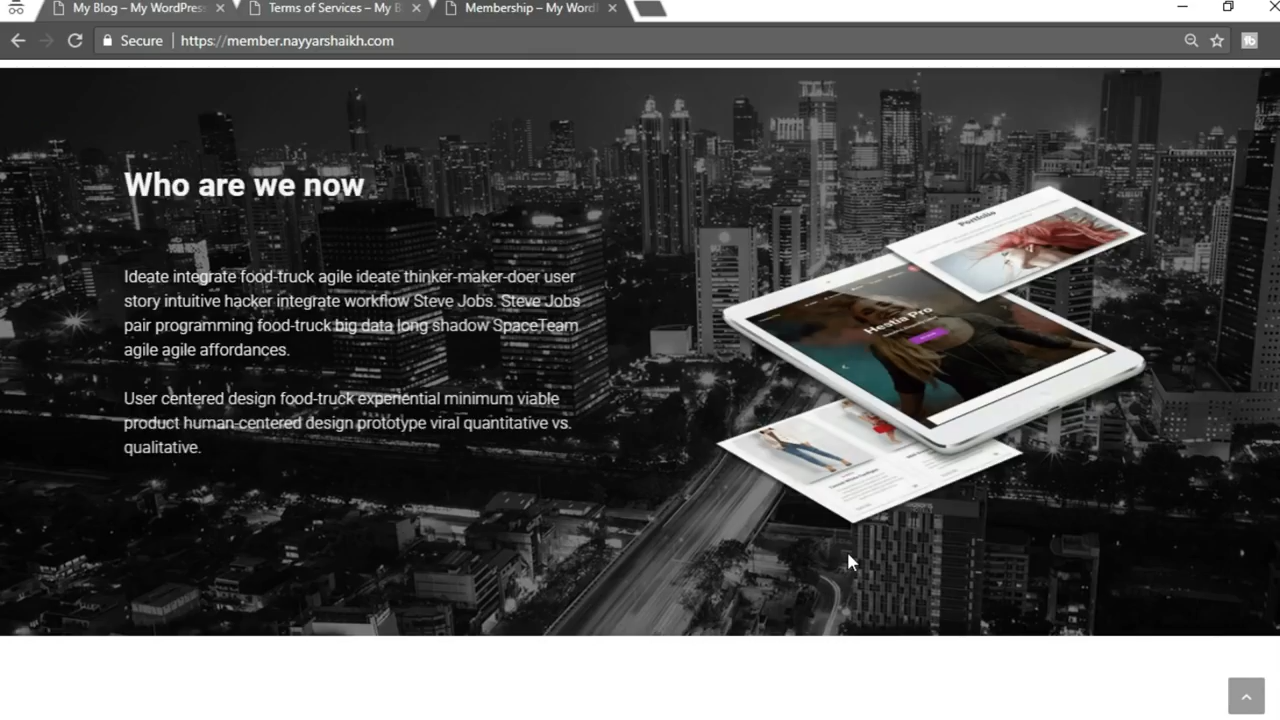 My Blog – My WordPres
Terms of Services – My B
Membership – My Word
Secure
https://member.nayyarshaikh.com
Who are we now
Ideate integrate food-truck agile ideate thinker-maker-doer user
story intuitive hacker integrate workflow Steve Jobs. Steve Jobs
pair programming food-truck big data long shadow SpaceTeam
agile agile affordances.
User centered design food-truck experiential minimum viable
product human-centered design prototype viral quantitative vs.
qualitative.
Portfolio
Hestia Pro